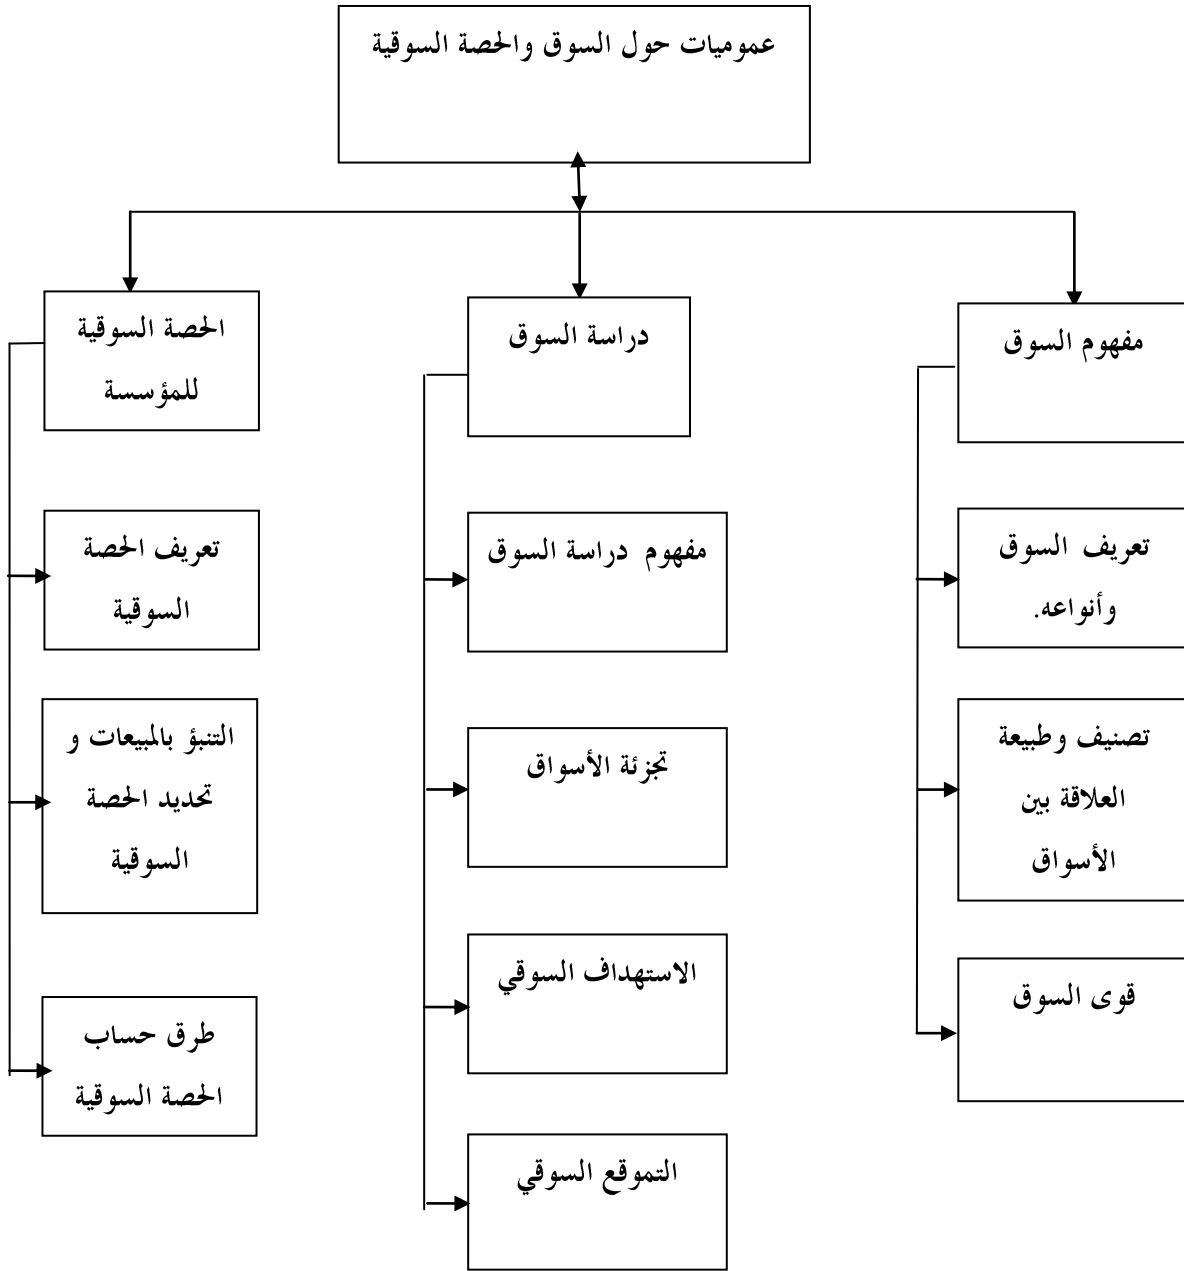 عموميات حول السوق والحصة السوقية
مفهوم السوق
تعريف السوق
وأنواعه.
تصنيف وطبيعة
العلاقة بين
الأسواق
قوى السوق
دراسة السوق
مفهوم دراسة السوق
تجزئة الأسواق
الاستهداف السوقي
التموقع السوقي
الحصة السوقية
للمؤسسة
تعريف الحصة
السوقية
التنبؤ بالمبيعات و
تحديد الحصة
السوقية
طرق حساب
الحصة السوقية